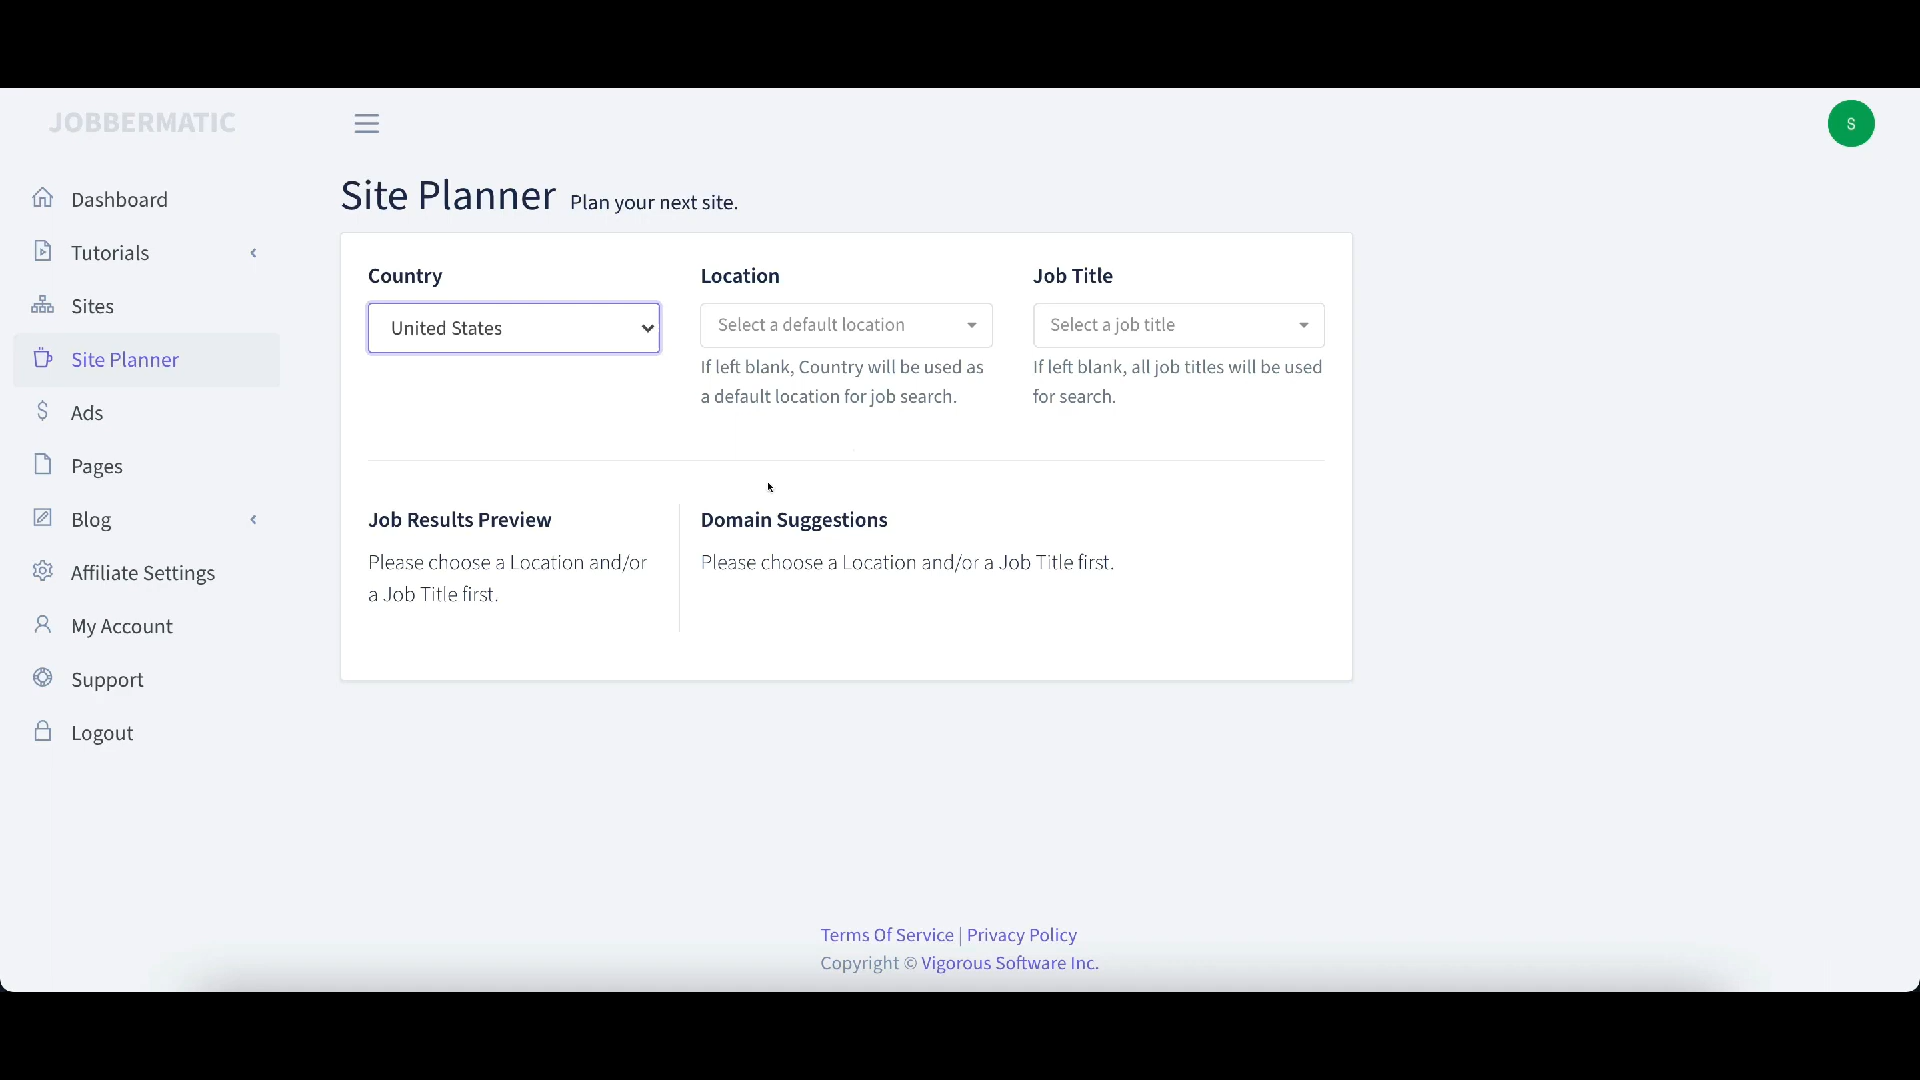 JOBBERMATIC
S
Dashboard
Tutorials
Sites
Site Planner
Ads
Pages
Blog
Affiliate Settings
My Account
Support
Logout
Site Planner Plan your next site.
Country
United States
Location
Select a default location
If left blank, Country will be used as
a default location for job search.
Job Title
Select a job title
If left blank, all job titles will be used
for search.
Job Results Preview
Please choose a Location and/or
a Job Title first.
Domain Suggestions
Please choose a Location and/or a Job Title first.
Terms Of Service | Privacy Policy
Copyright © Vigorous Software Inc.